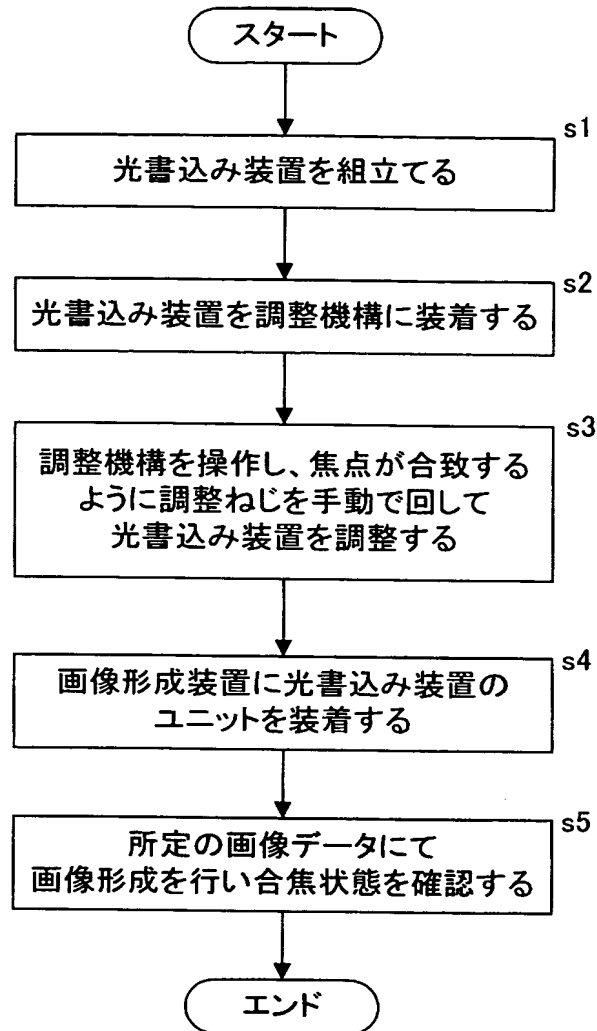 スタート
s1
光書込み装置を組立てる
s2
光書込み装置を調整機構に装着する
s3
調整機構を操作し、焦点が合致する
ように調整ねじを手動で回して
光書込み装置を調整する
s4
画像形成装置に光書込み装置の
ユニットを装着する
s5
所定の画像データにて
画像形成を行い合焦状態を確認する
エンド